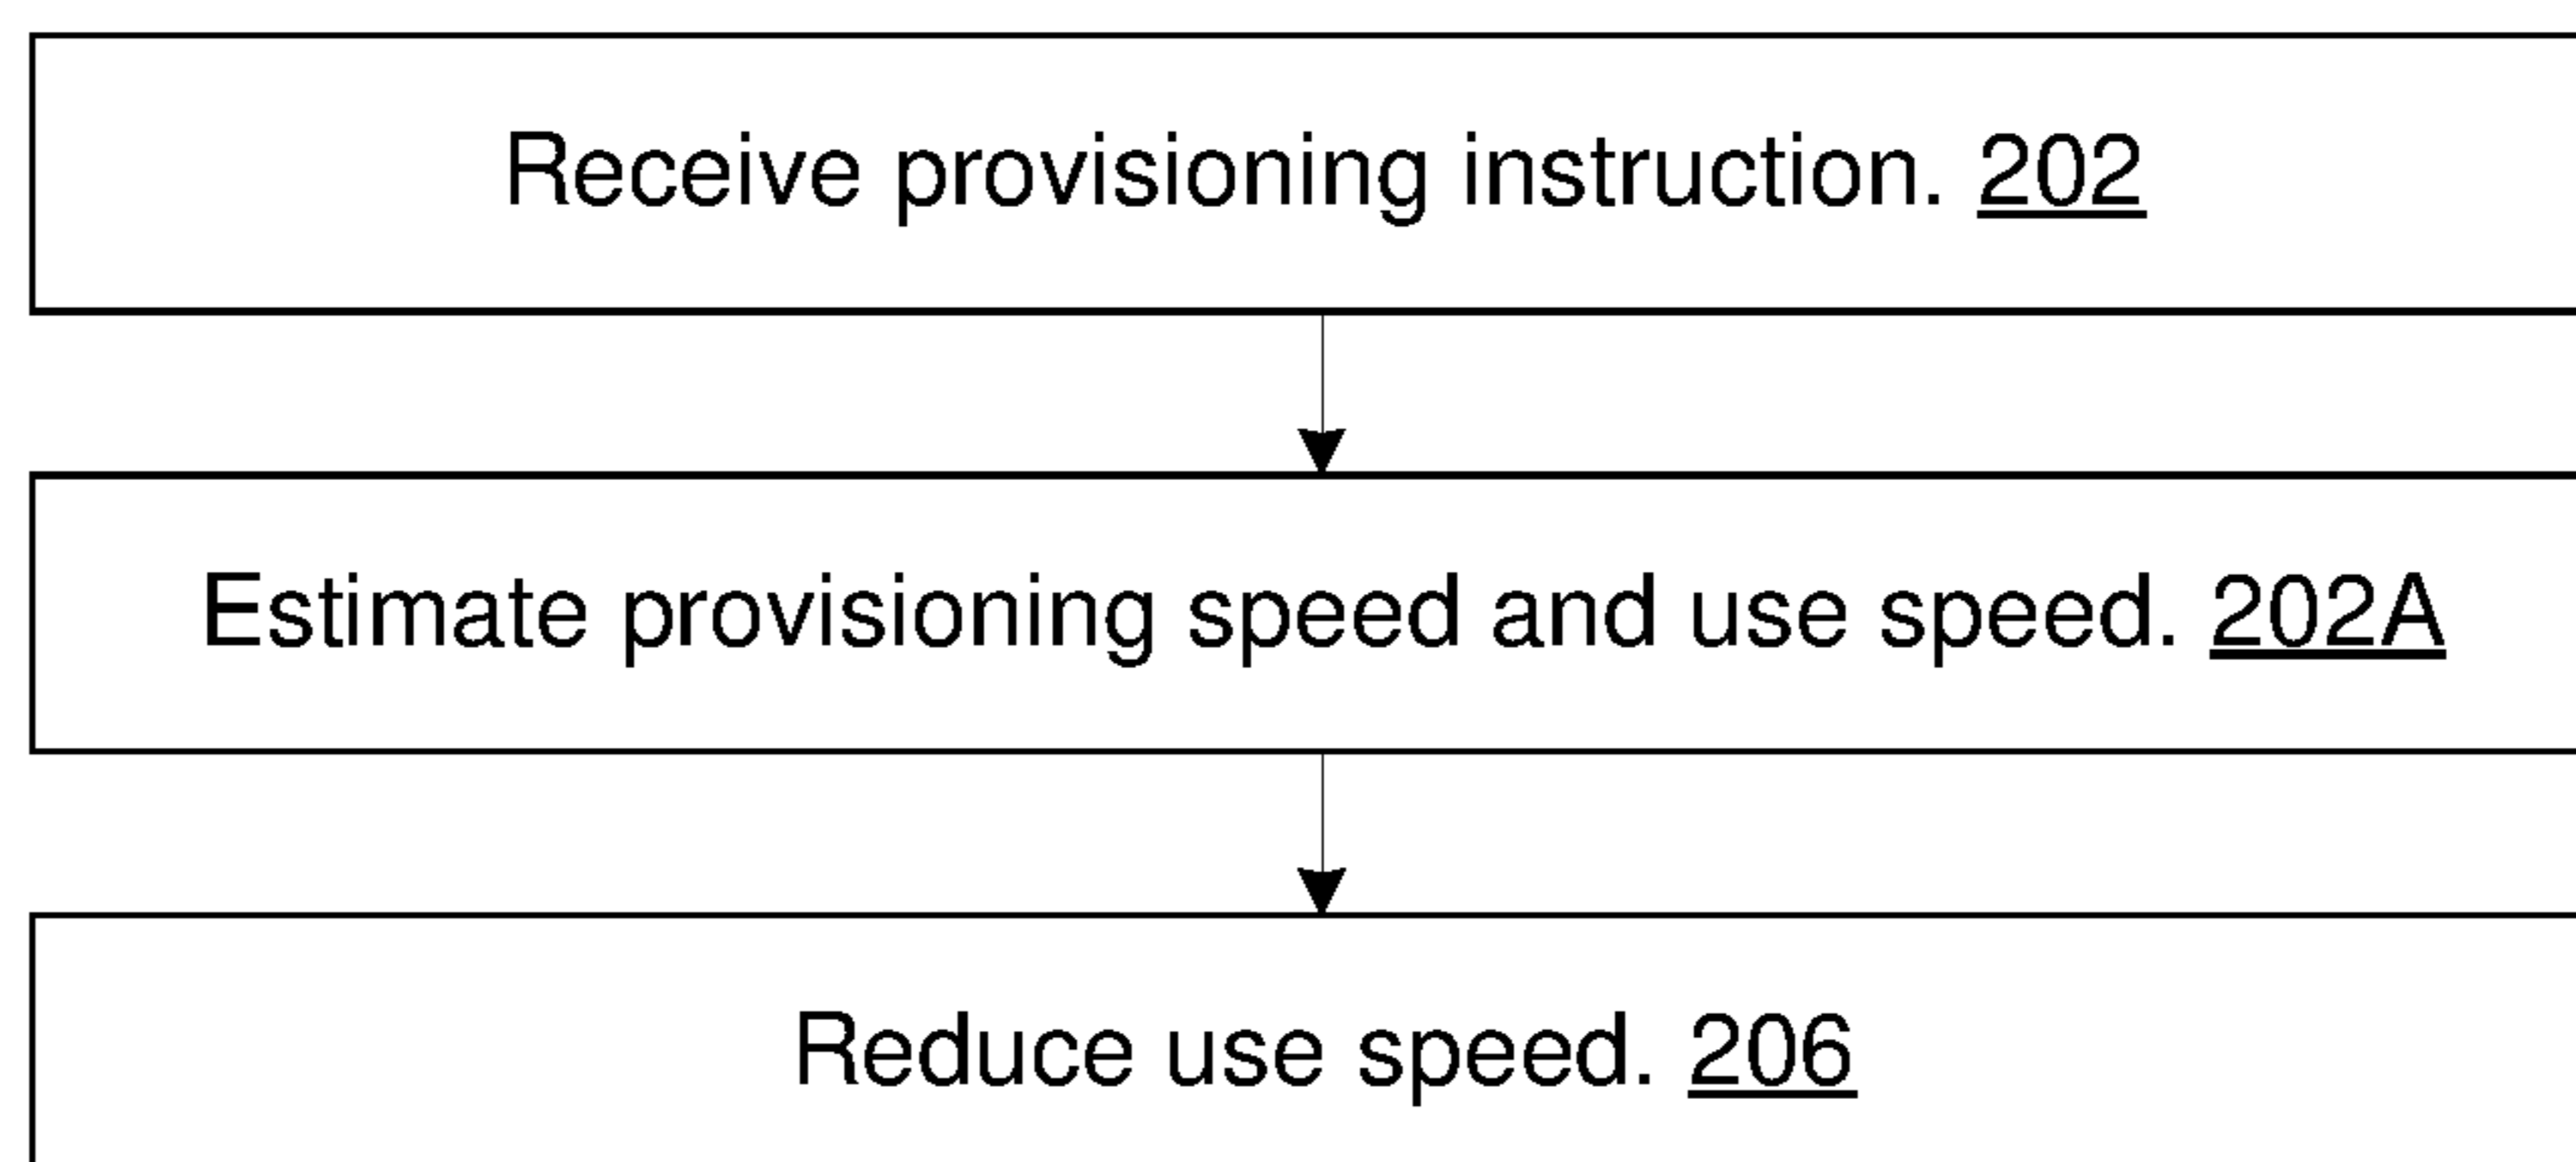 Receive provisioning instruction. 202
Estimate provisioning speed and use speed. 202A
Reduce use speed. 206